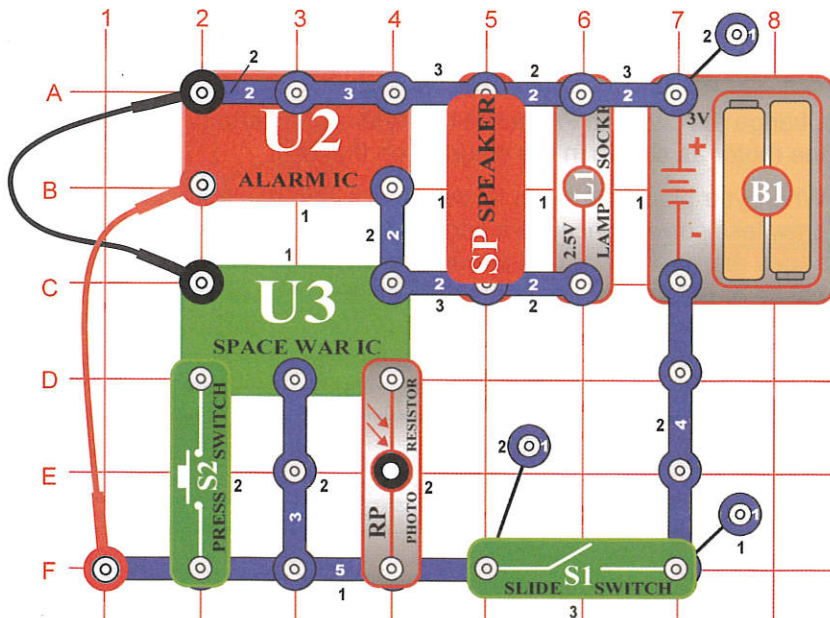 1 2 3 4 5 6 7 8
2 1
2 3 2 3
A 2 3 2 2 2
3V
U2
SPEAKER
SP
LAMP SOCKE
L1
2.5V
+
-
B1
B ALARM IC
1 2 2 1 1 1
1
C 2 2
3 2
U3
SPACE WAR IC
D
PRESS SWITCH
S2
RESISTOR
PHOTO
RP
2 1
2 4
E 2 2 2
3
1
1
F 5
1
S1
SLIDE SWITCH
3